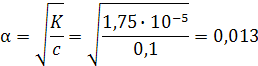 α = √(K/c) = √(1,75 · 10⁻⁵/0,1) = 0,013